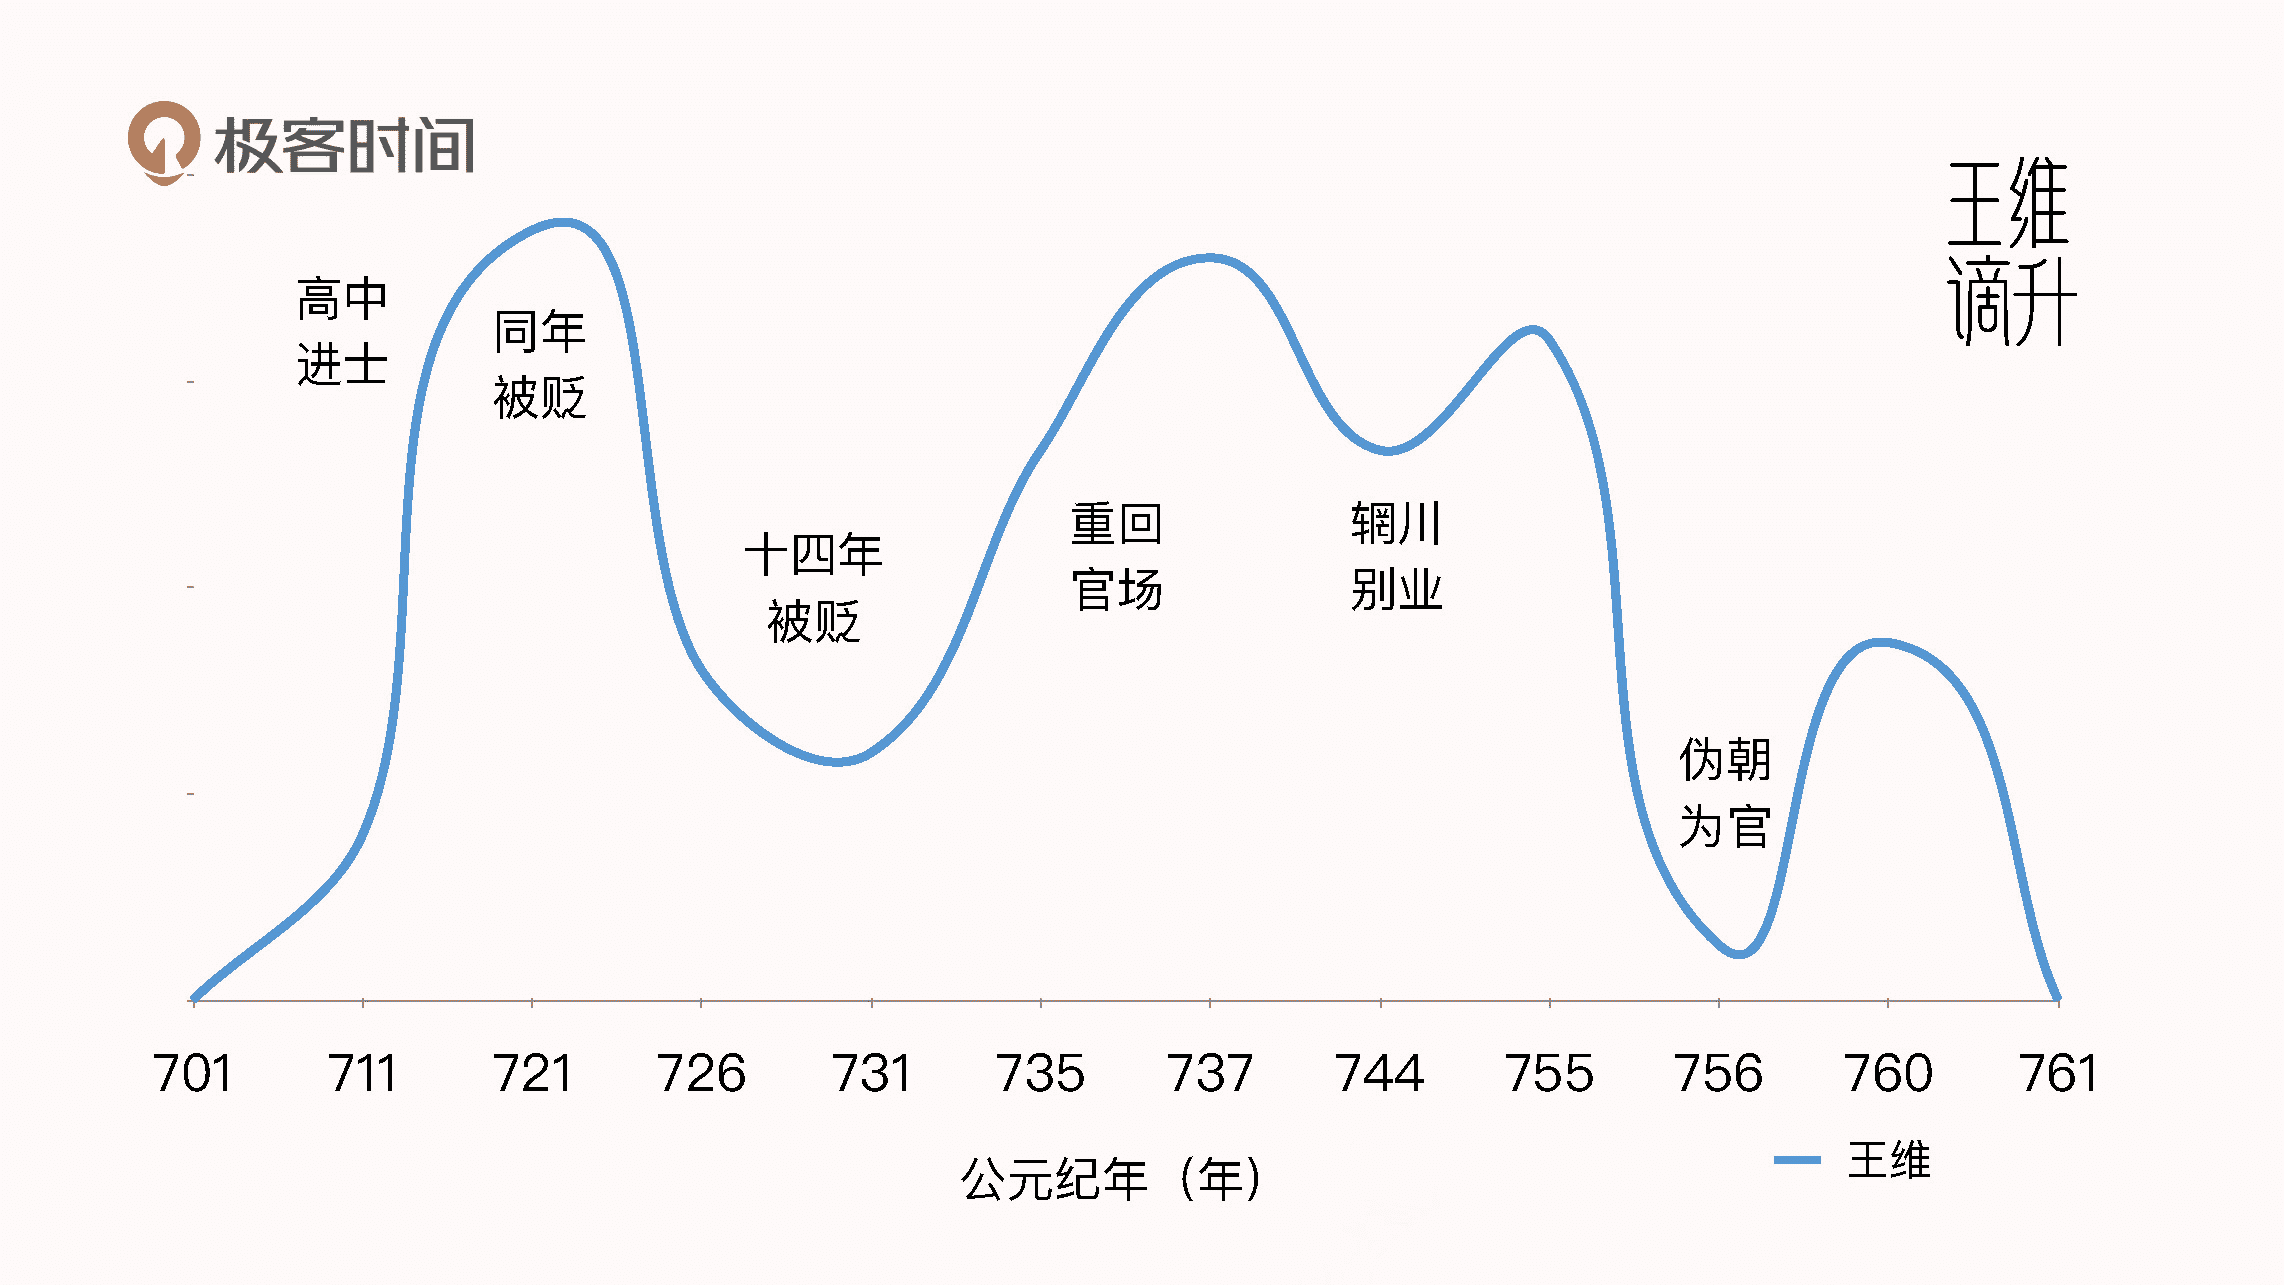 极客时间
王维
谪升
高中
进士
同年
被贬
十四年
被贬
重回
官场
辋川
别业
伪朝
为官
701 711 721 726 731 735 737 744 755 756 760 761
公元纪年（年）
王维